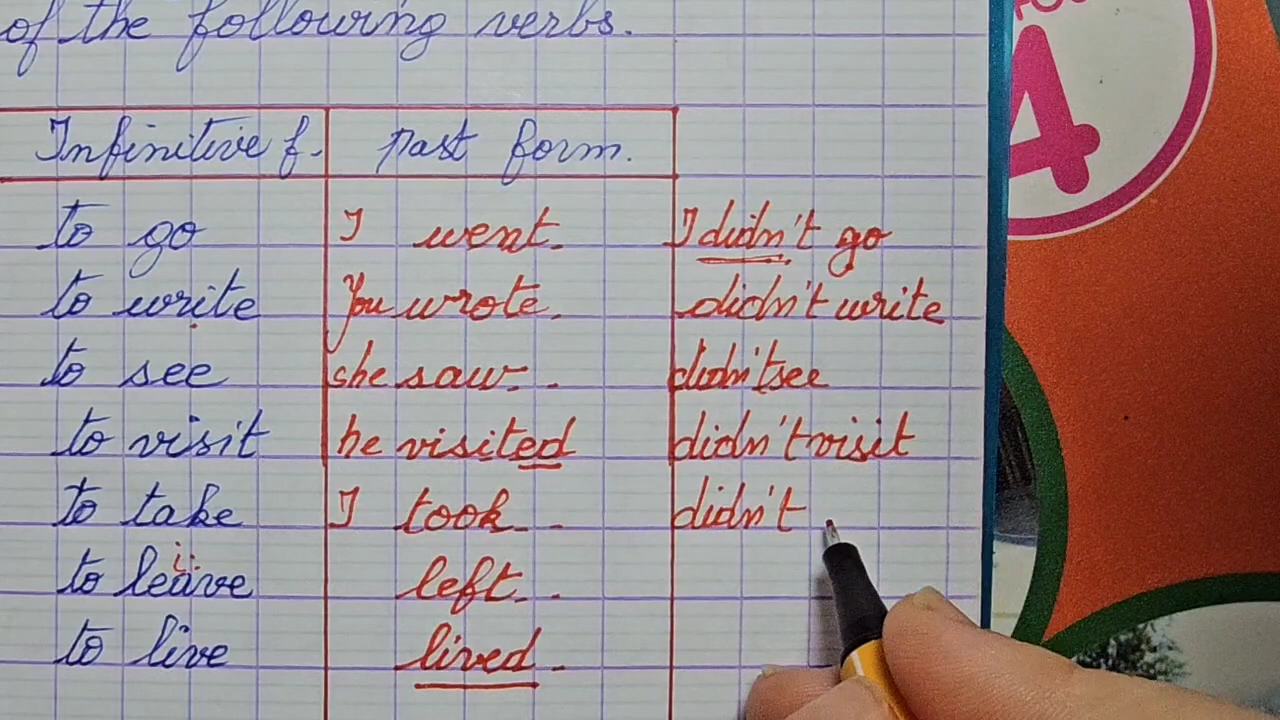 of the following verbs.
Infinitive f. Past form.
to go I went. I didn't go
to write You wrote. didn't write
to see she saw. didn't see
to visit he visited didn't visit
to take I took didn't
to leave left
to live lived
4